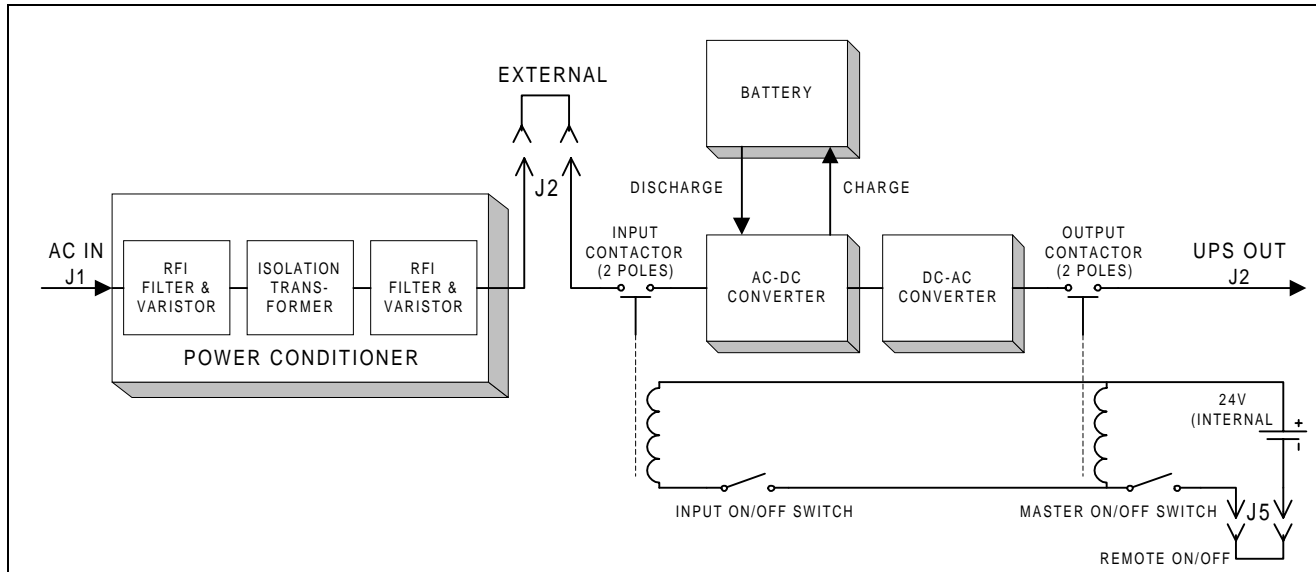 EXTERNAL
J2
BATTERY
DISCHARGE
CHARGE
AC IN
J1
RFI
FILTER &
VARISTOR
ISOLATION
TRANS-
FORMER
RFI
FILTER &
VARISTOR
POWER CONDITIONER
INPUT
CONTACTOR
(2 POLES)
AC-DC
CONVERTER
DC-AC
CONVERTER
OUTPUT
CONTACTOR
(2 POLES)
UPS OUT
J2
24V
(INTERNAL
+
-
INPUT ON/OFF SWITCH
MASTER ON/OFF SWITCH
J5
REMOTE ON/OFF